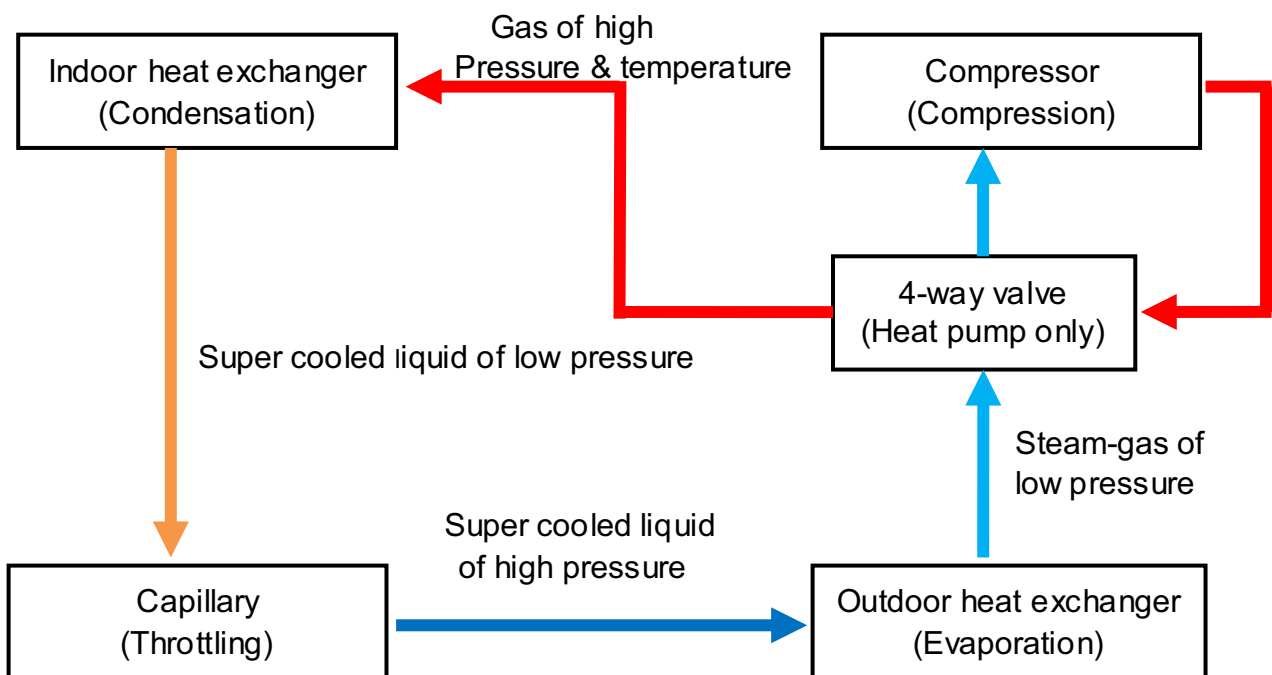 Gas of high
Pressure & temperature
Indoor heat exchanger
(Condensation)
Compressor
(Compression)
4-way valve
(Heat pump only)
Super cooled liquid of low pressure
Steam-gas of
low pressure
Super cooled liquid
of high pressure
Capillary
(Throttling)
Outdoor heat exchanger
(Evaporation)